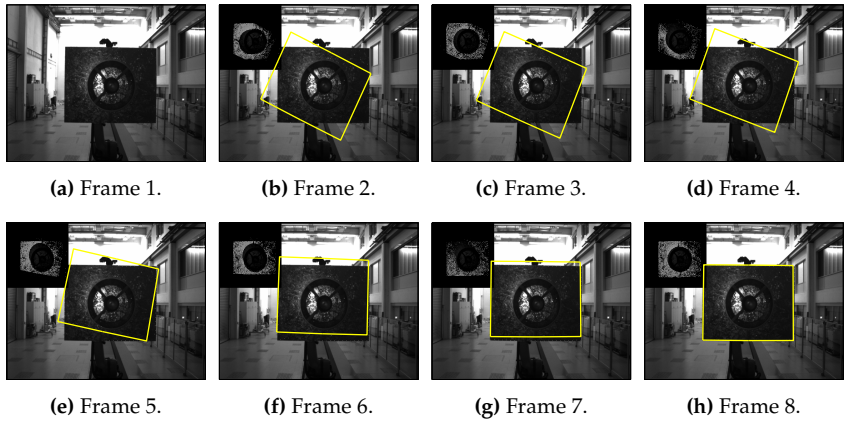 (a) Frame 1.
(b) Frame 2.
(c) Frame 3.
(d) Frame 4.
(e) Frame 5.
(f) Frame 6.
(g) Frame 7.
(h) Frame 8.